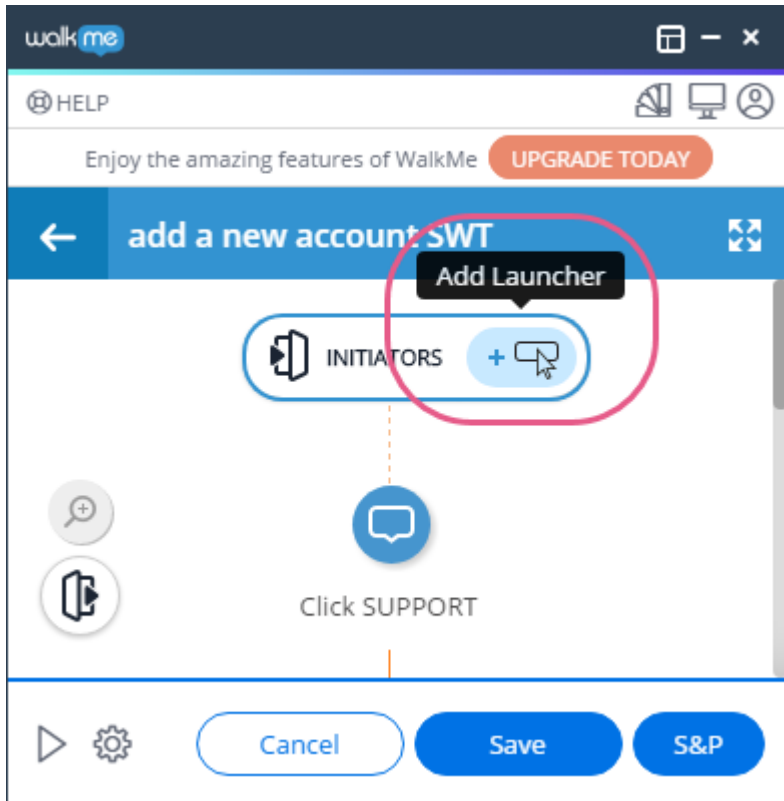 walkme
HELP
Enjoy the amazing features of WalkMe UPGRADE TODAY
add a new account SWT
Add Launcher
INITIATORS +
Click SUPPORT
Cancel Save S&P